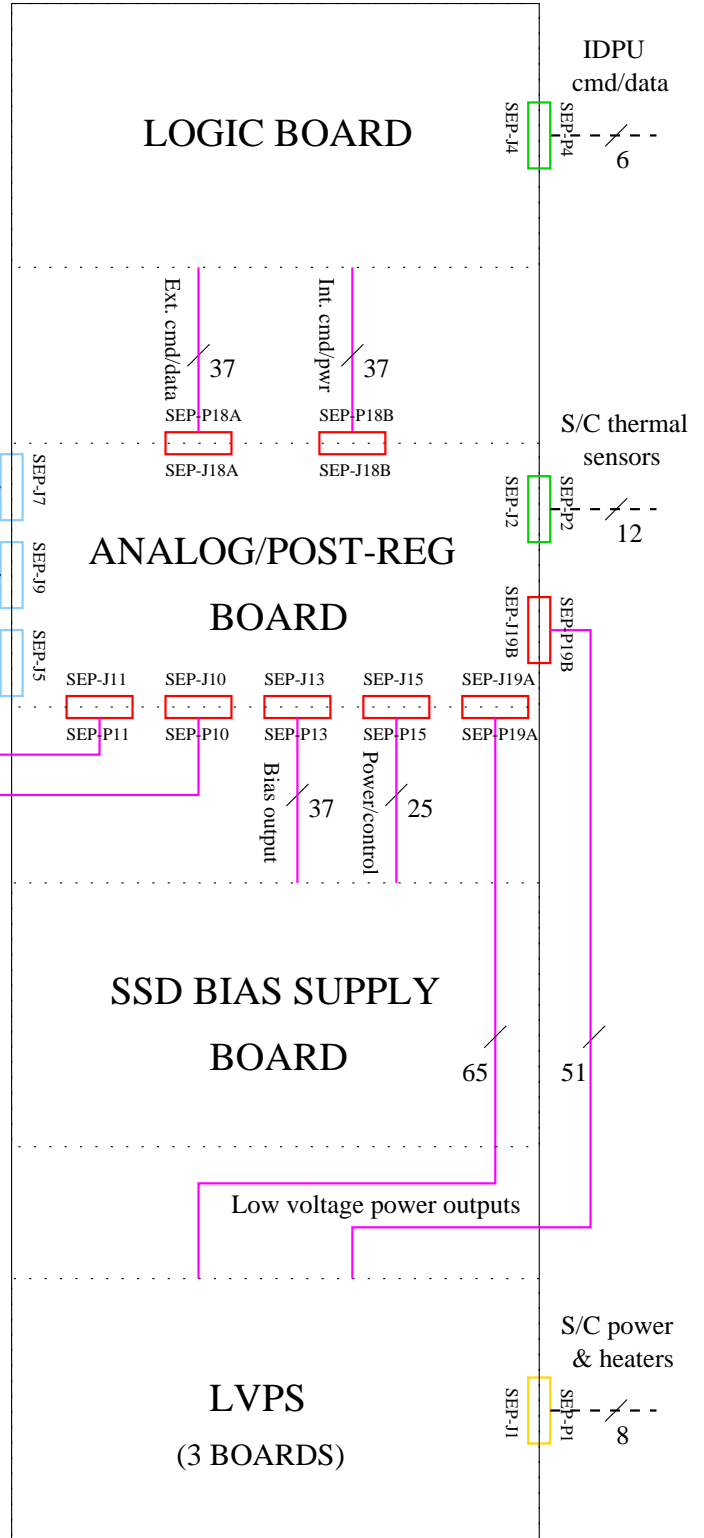 IDPU
cmd/data
LOGIC BOARD
SEP-J4
SEP-P4
6
Ext. cmd/data
37
Int. cmd/pwr
37
SEP-P18A
SEP-P18B
SEP-J18A
SEP-J18B
S/C thermal
sensors
SEP-J7
SEP-J2
SEP-P2
12
ANALOG/POST-REG
BOARD
SEP-J9
SEP-J19B
SEP-P19B
SEP-J5
SEP-J11
SEP-J10
SEP-J13
SEP-J15
SEP-J19A
SEP-P11
SEP-P10
SEP-P13
SEP-P15
SEP-P19A
Bias output
37
Power/control
25
SSD BIAS SUPPLY
BOARD
65
51
Low voltage power outputs
S/C power
& heaters
LVPS
(3 BOARDS)
SEP-J1
SEP-P1
8